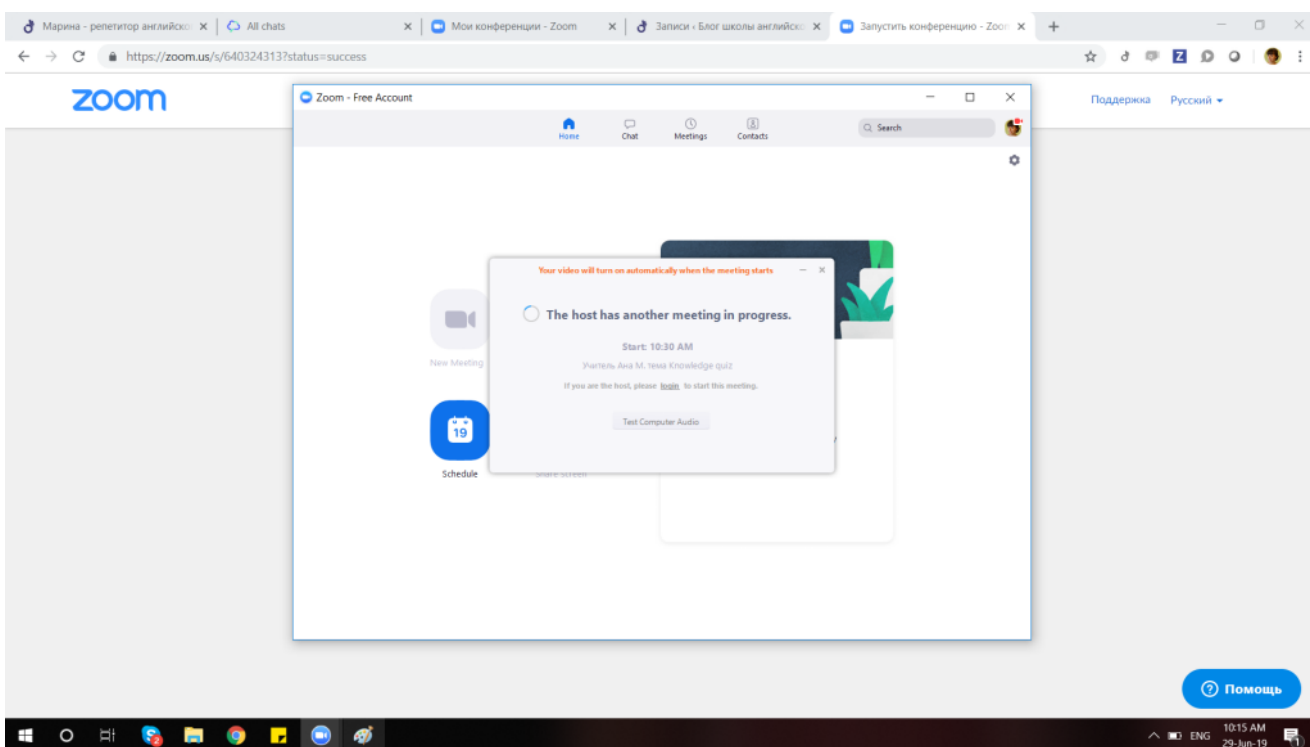 Марина - репетитор английско
All chats
Мои конференции - Zoom
Записи ‹ Блог школы английско
Запустить конференцию - Zoom
https://zoom.us/s/640324313?status=success
zoom
Поддержка
Русский
Zoom - Free Account
Home
Chat
Meetings
Contacts
Search
Your video will turn on automatically when the meeting starts
The host has another meeting in progress.
Start: 10:30 AM
Учитель Ана М. тема Knowledge quiz
If you are the host, please login to start this meeting.
Test Computer Audio
New Meeting
19
Schedule
Share screen
Помощь
ENG
10:15 AM
29-Jun-19